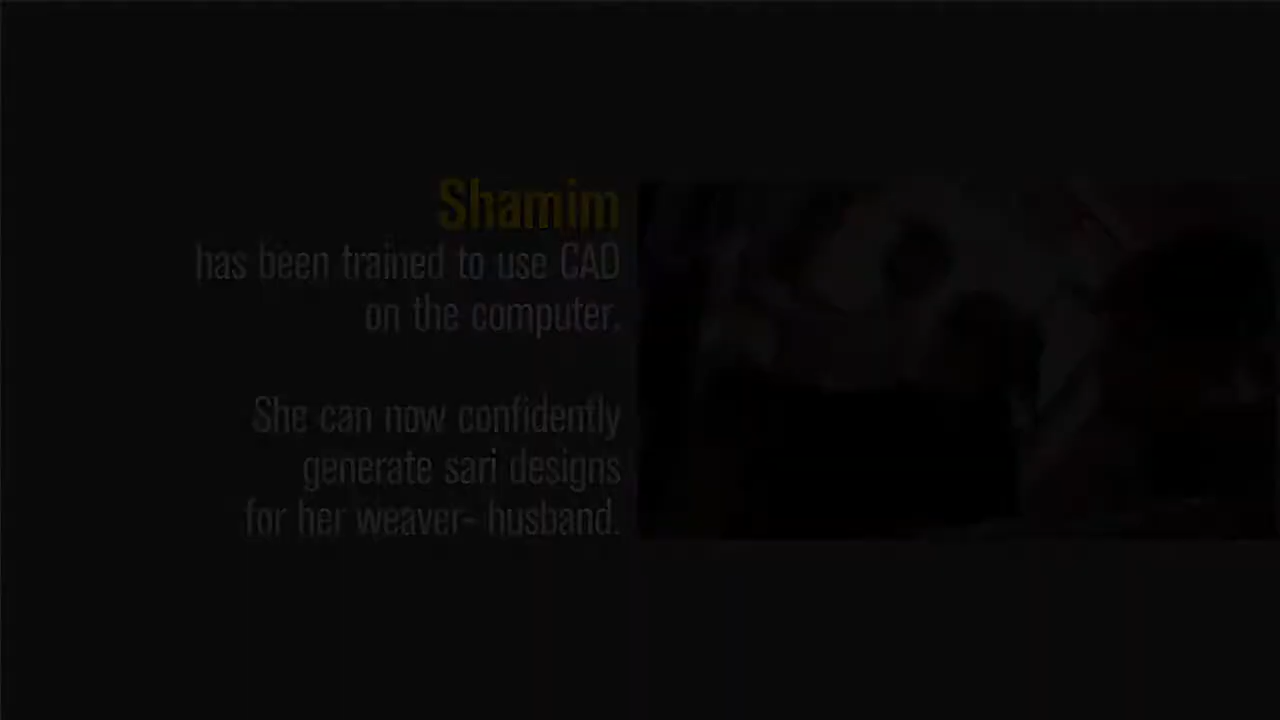 Shamim
has been trained to use CAD
on the computer.
She can now confidently
generate sari designs
for her weaver- husband.